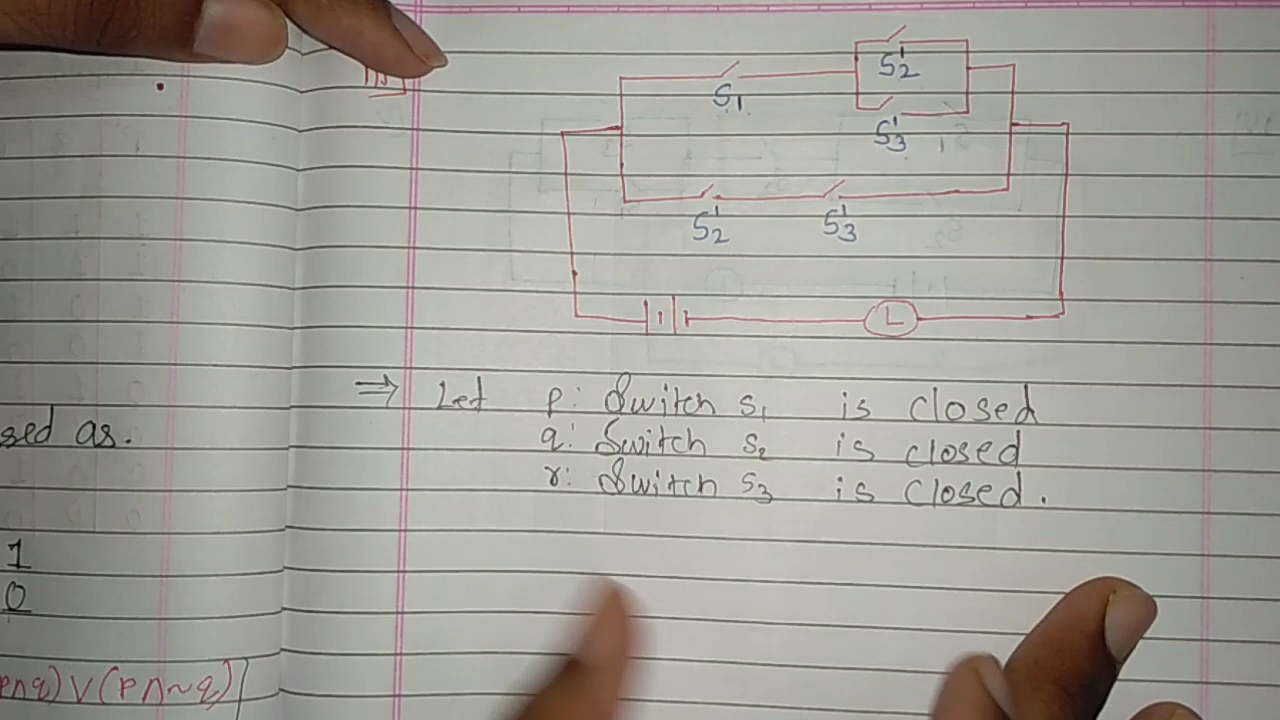 S'2
S1
S'3
S'2 S'3
L
⇒ Let p: Switch S1 is closed
q: Switch S2 is closed
r: Switch S3 is closed.
sed as.
1
0
p∧q) ∨ (p ∧ ~q)